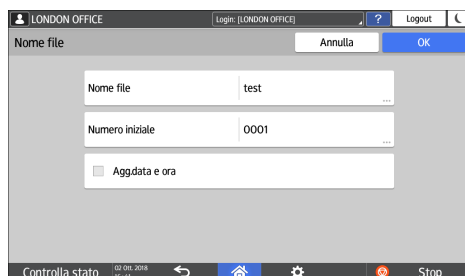 LONDON OFFICE Login: [LONDON OFFICE] ? Logout
Nome file Annulla OK
Nome file test
Numero iniziale 0001
Agg.data e ora
Controlla stato 02 Ott. 2018 Stop